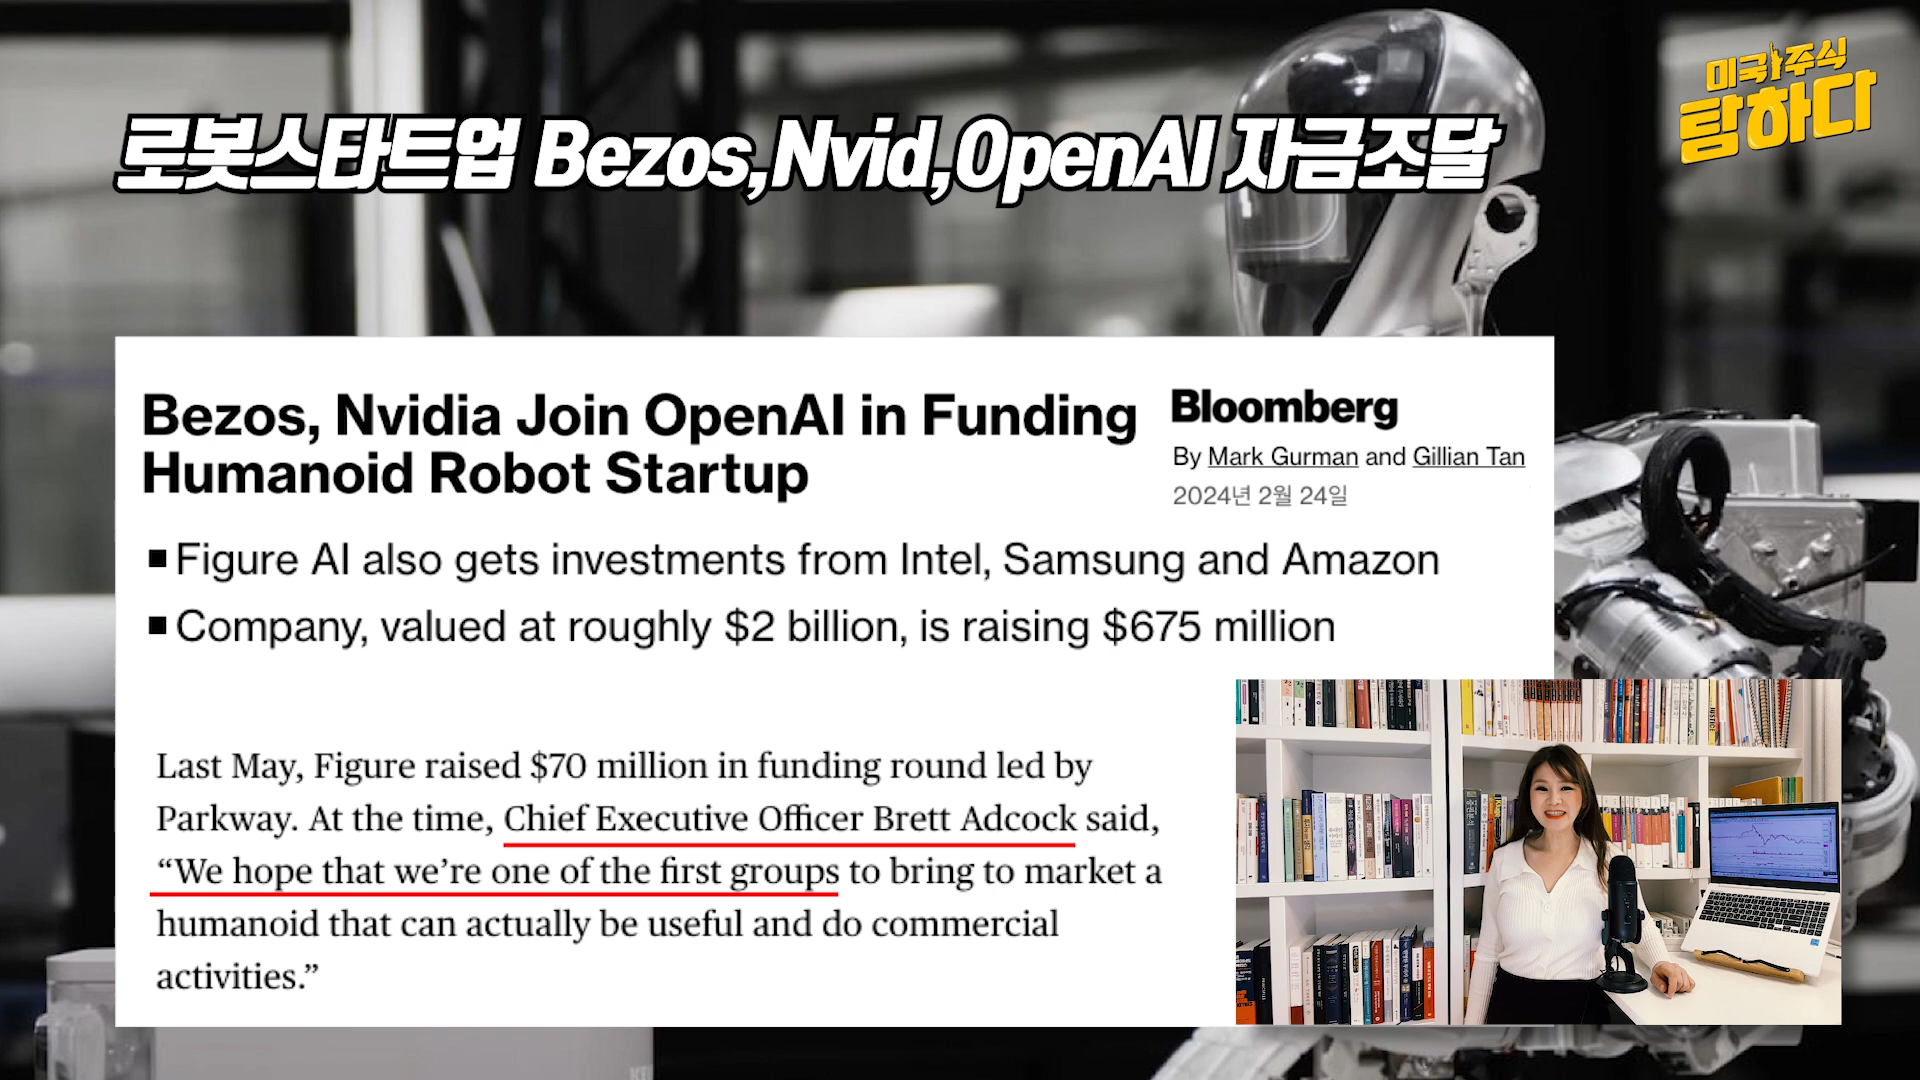 미국주식
탐하다
로봇스타트업 Bezos,Nvid,OpenAI 자금조달
Bezos, Nvidia Join OpenAI in Funding
Humanoid Robot Startup
Bloomberg
By Mark Gurman and Gillian Tan
2024년 2월 24일
■ Figure AI also gets investments from Intel, Samsung and Amazon
■ Company, valued at roughly $2 billion, is raising $675 million
Last May, Figure raised $70 million in funding round led by
Parkway. At the time, Chief Executive Officer Brett Adcock said,
“We hope that we’re one of the first groups to bring to market a
humanoid that can actually be useful and do commercial
activities.”